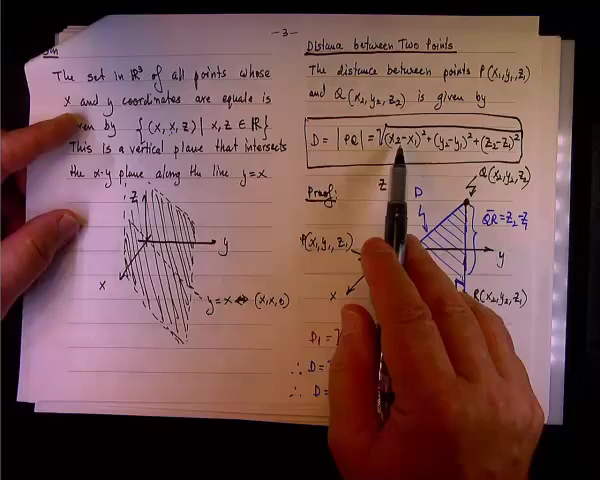 -3-
The set in ℝ³ of all points whose
x and y coordinates are equale is
by {(x, x, z) | x, z ∈ ℝ}
This is a vertical plane that intersects
the x-y plane along the line y=x
z
y
x
y=x ⇔ (x,x,0)
Distance between Two Points
The distance between points P(x₁,y₁,z₁)
and Q(x₂,y₂,z₂) is given by
D = |PQ| = √(x₂-x₁)²+(y₂-y₁)²+(z₂-z₁)²
Proof:
z
D
Q(x₂,y₂,z₂)
QR=z₂-z₁
P(x₁,y₁,z₁)
y
x
R(x₂,y₂,z₁)
D₁ =
∴ D=
∴ D=